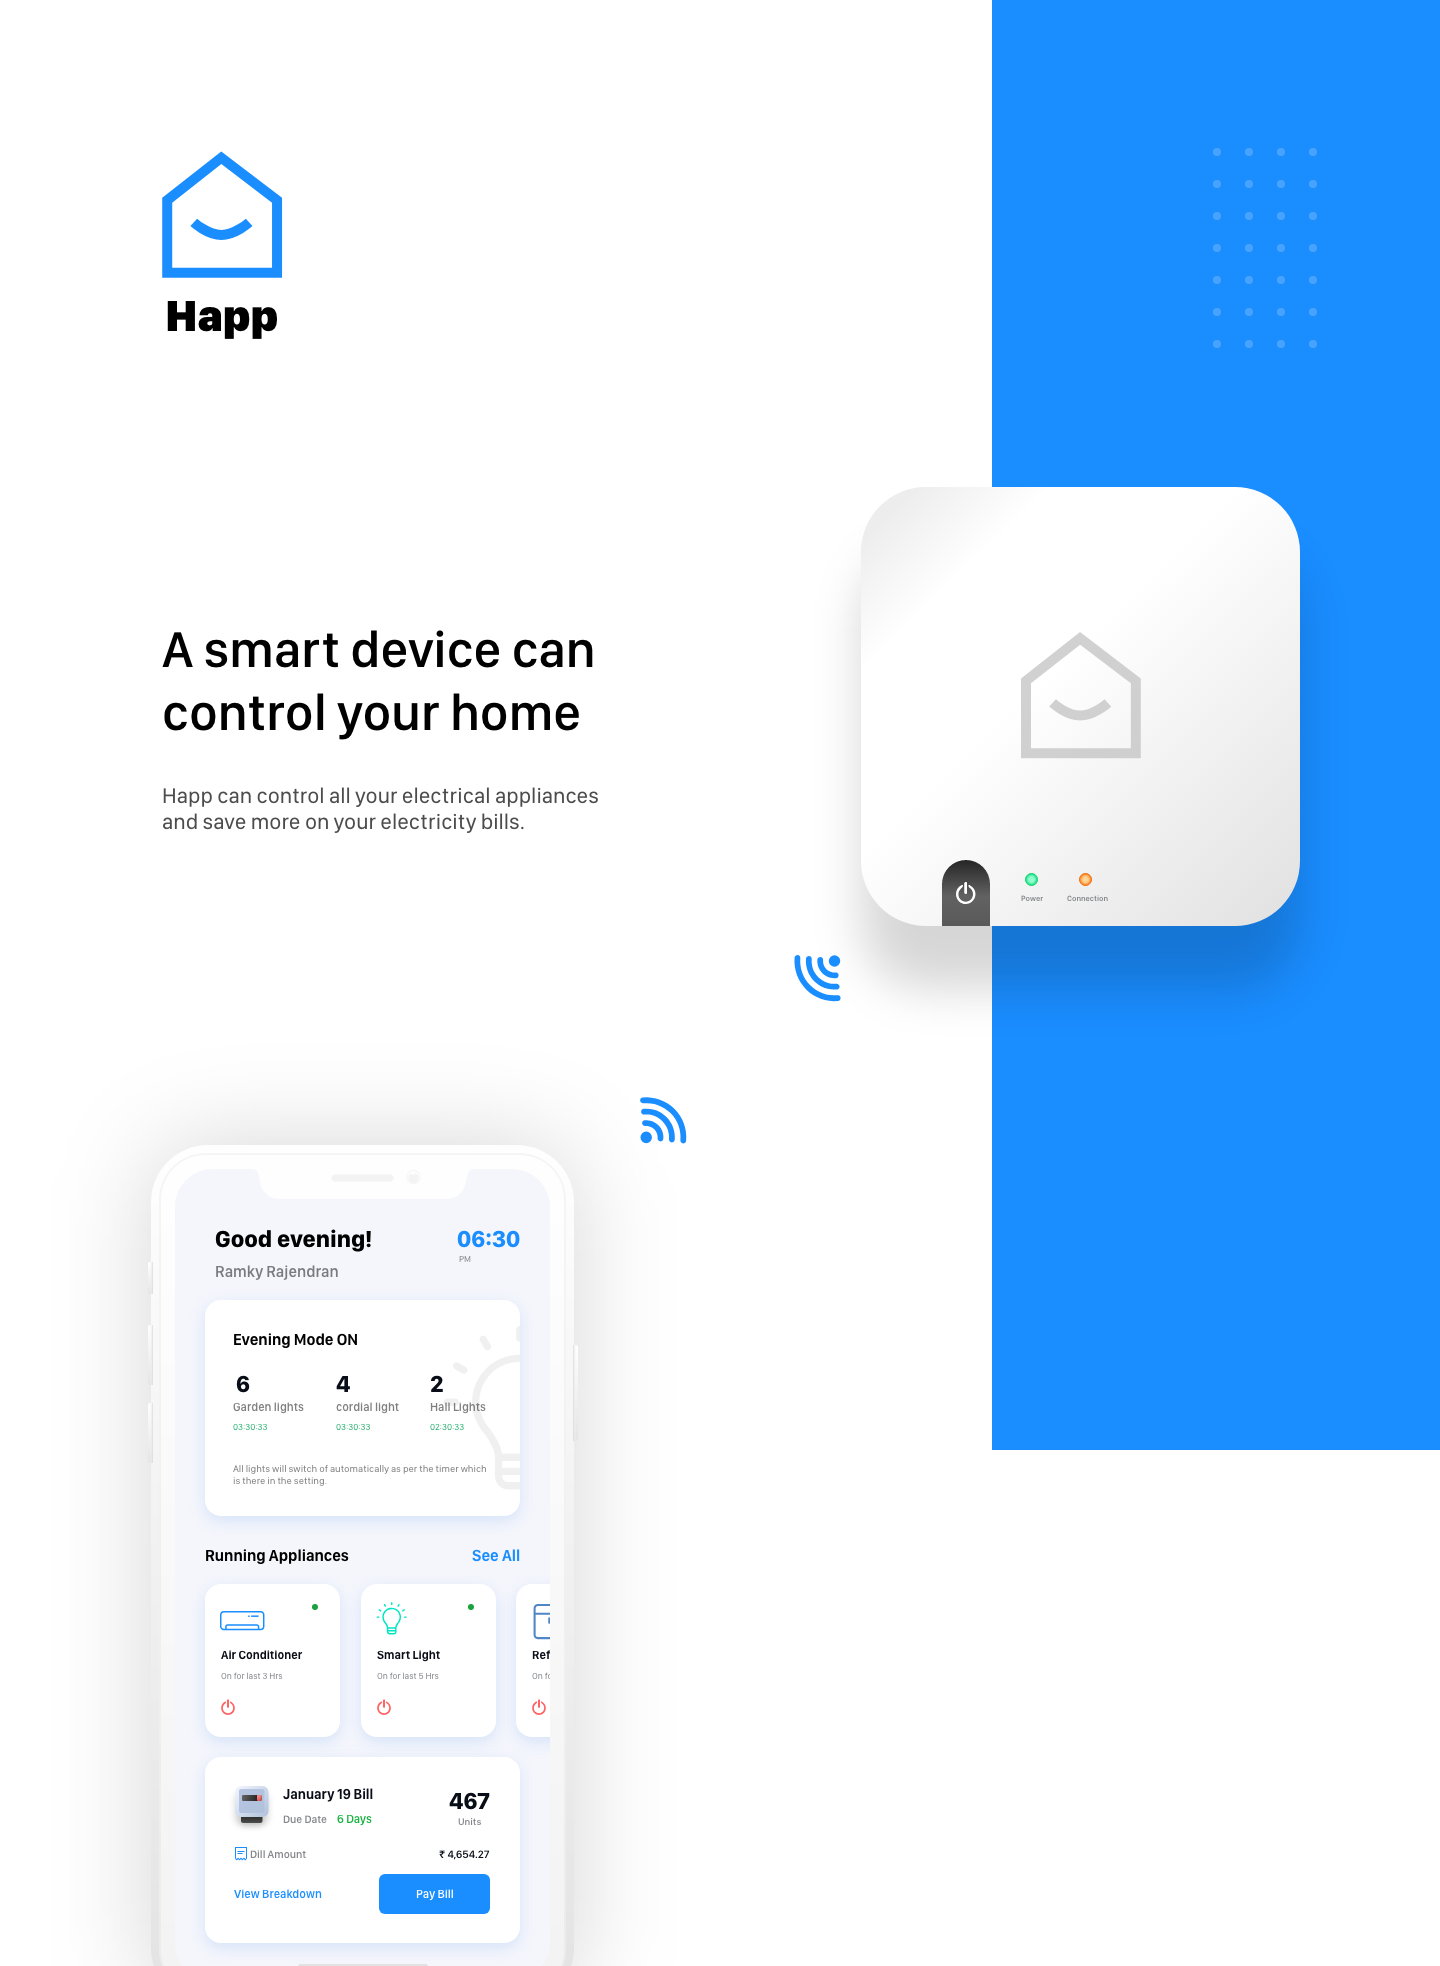 Happ
A smart device can
control your home
Happ can control all your electrical appliances
and save more on your electricity bills.
Power
Connection
Good evening!
06:30
PM
Ramky Rajendran
Evening Mode ON
6
4
2
Garden lights
cordial light
Hall Lights
03:30:33
03:30:33
02:30:33
All lights will switch of automatically as per the timer which
is there in the setting.
Running Appliances
See All
Air Conditioner
Smart Light
Ref
On for last 3 Hrs
On for last 5 Hrs
On fo
January 19 Bill
467
Due Date
6 Days
Units
Dill Amount
₹ 4,654.27
View Breakdown
Pay Bill